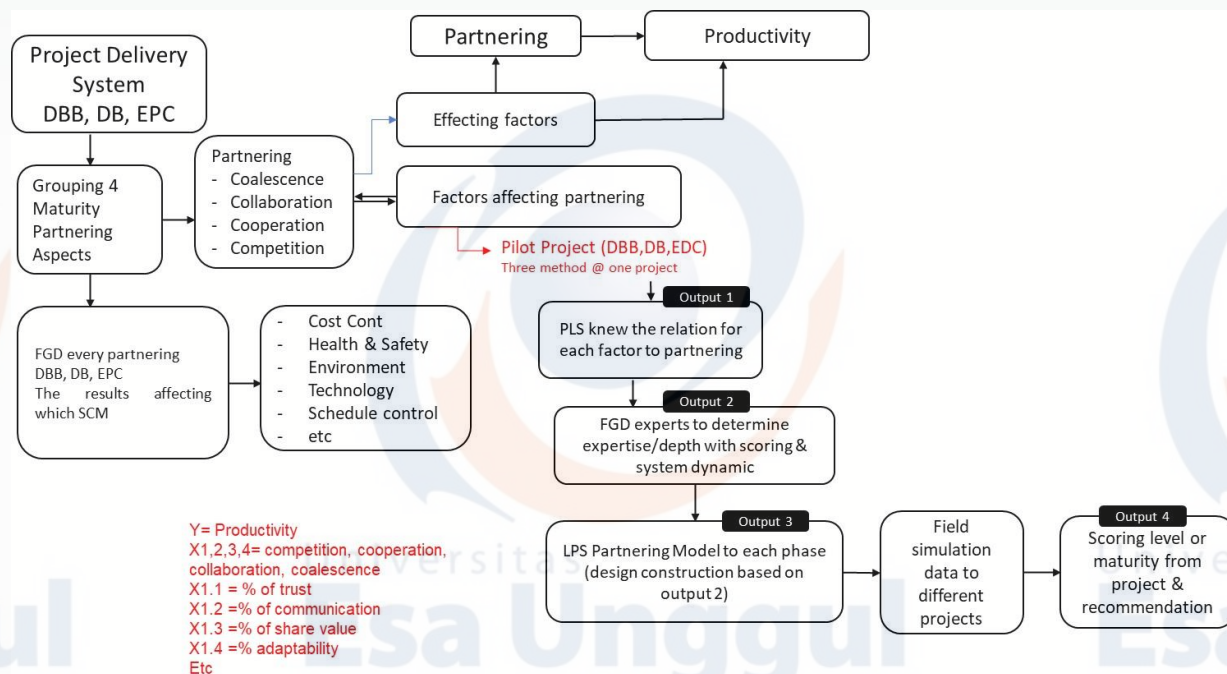 Project Delivery
System
DBB, DB, EPC
Partnering
Productivity
Effecting factors
Grouping 4
Maturity
Partnering
Aspects
Partnering
- Coalescence
- Collaboration
- Cooperation
- Competition
Factors affecting partnering
Pilot Project (DBB,DB,EDC)
Three method @ one project
FGD every partnering
DBB, DB, EPC
The results affecting
which SCM
- Cost Cont
- Health & Safety
- Environment
- Technology
- Schedule control
- etc
Output 1
PLS knew the relation for
each factor to partnering
Output 2
FGD experts to determine
expertise/depth with scoring &
system dynamic
Output 3
LPS Partnering Model to each phase
(design construction based on
output 2)
Field
simulation
data to
different
projects
Output 4
Scoring level or
maturity from
project &
recommendation
Y= Productivity
X1,2,3,4= competition, cooperation,
collaboration, coalescence
X1.1 = % of trust
X1.2 =% of communication
X1.3 =% of share value
X1.4 =% adaptability
Etc
Universitas
Esa Unggul
ul
Univers
Esa